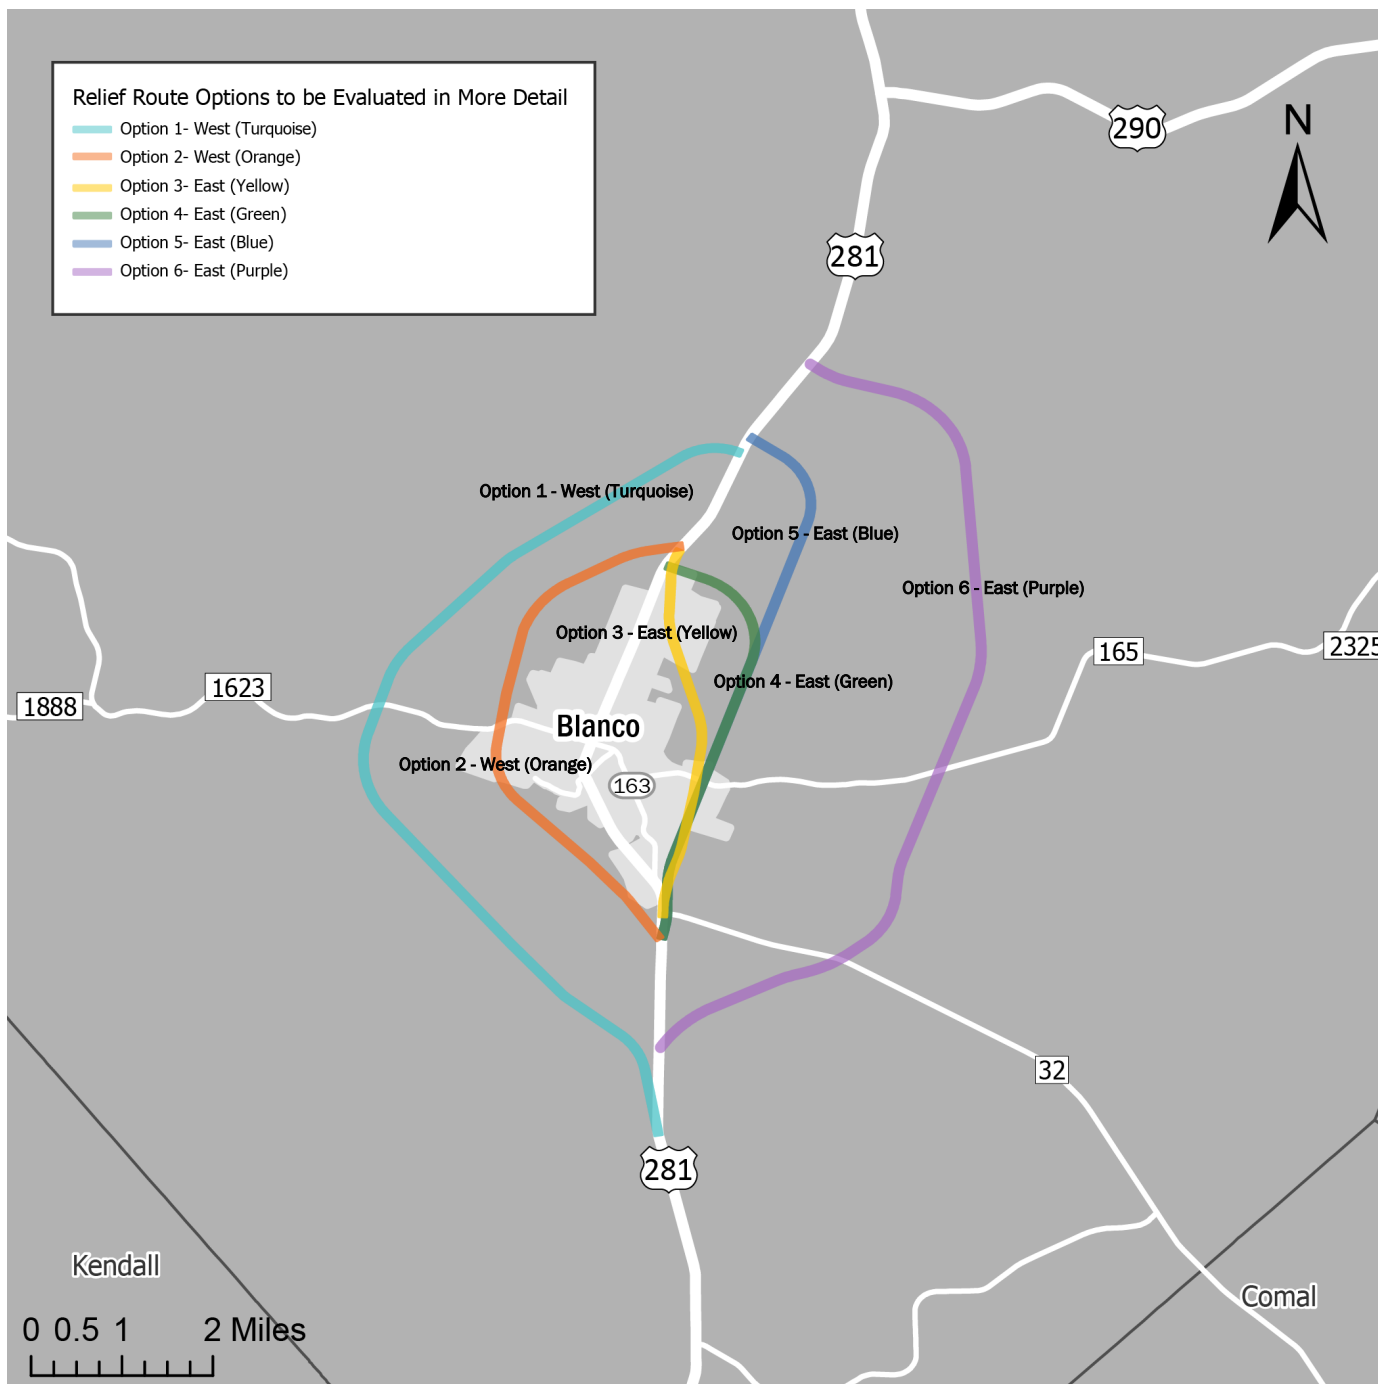 Relief Route Options to be Evaluated in More Detail
Option 1- West (Turquoise)
Option 2- West (Orange)
Option 3- East (Yellow)
Option 4- East (Green)
Option 5- East (Blue)
Option 6- East (Purple)
290
N
281
Option 1 - West (Turquoise)
Option 5 - East (Blue)
Option 6 - East (Purple)
Option 3 - East (Yellow)
2325
165
Option 4 - East (Green)
1623
1888
Blanco
Option 2 - West (Orange)
163
32
281
Kendall
Comal
0 0.5 1 2 Miles